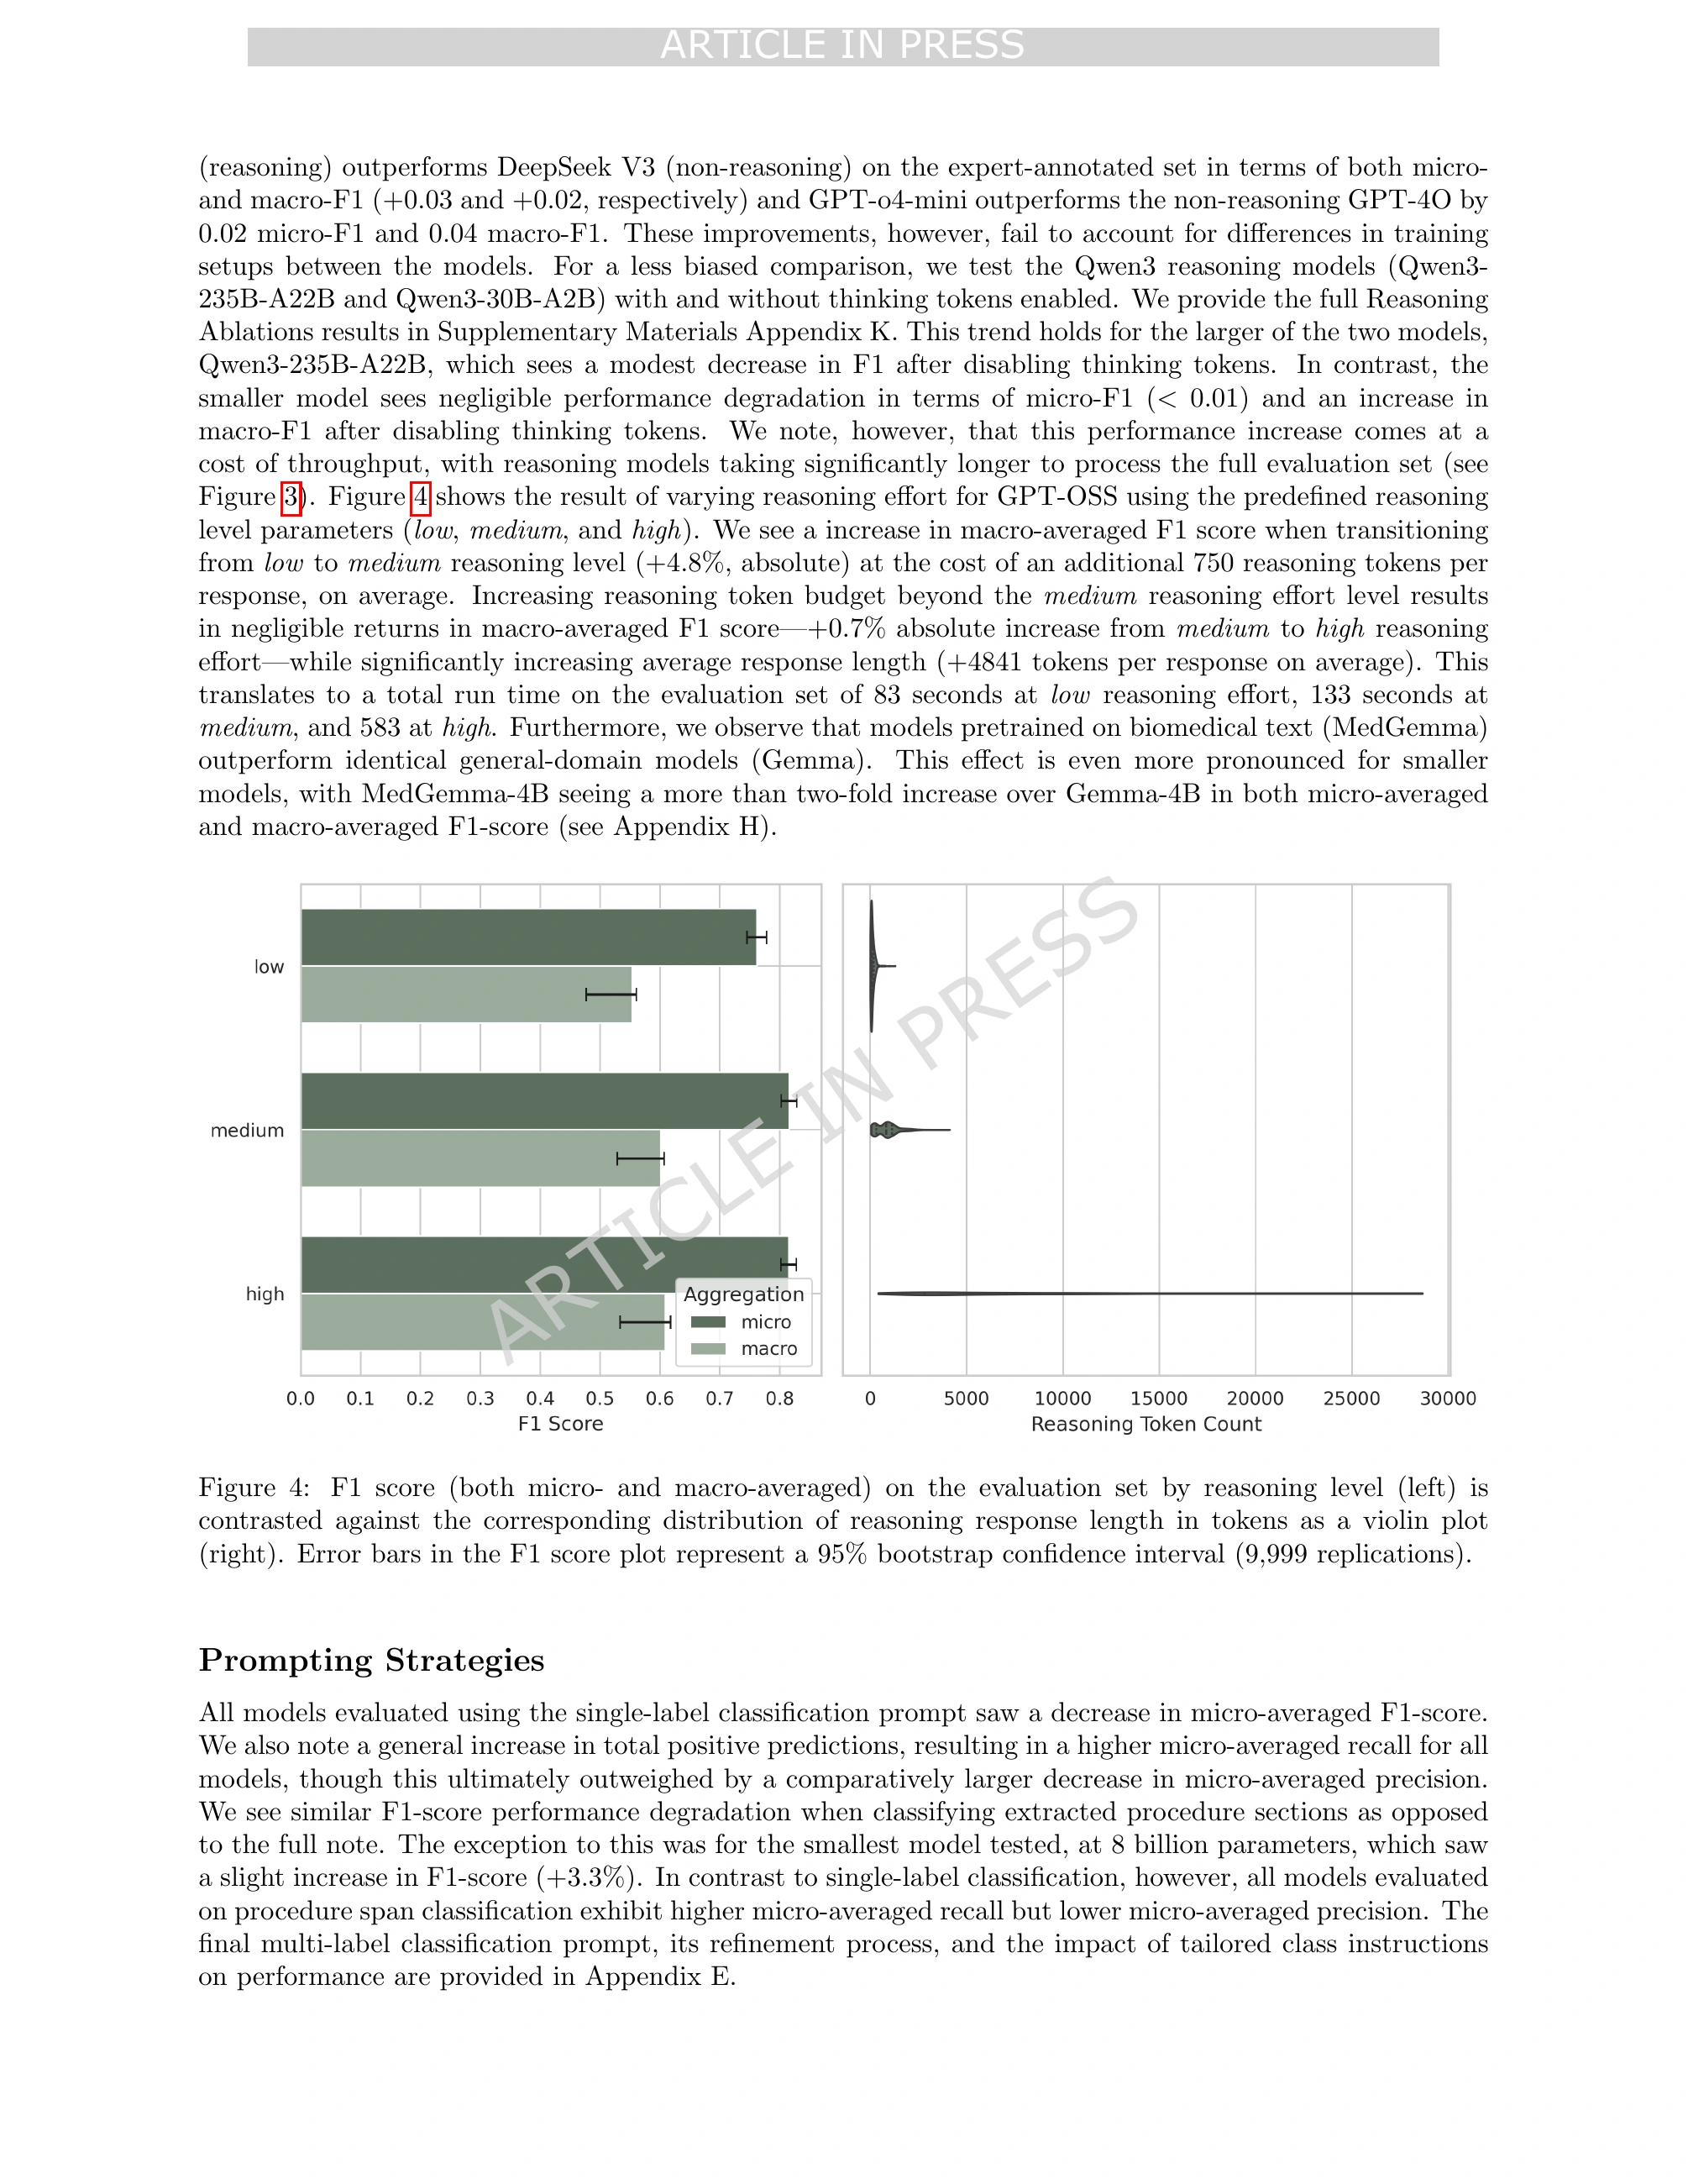 ARTICLE IN PRESS
(reasoning) outperforms DeepSeek V3 (non-reasoning) on the expert-annotated set in terms of both micro-
and macro-F1 (+0.03 and +0.02, respectively) and GPT-o4-mini outperforms the non-reasoning GPT-4O by
0.02 micro-F1 and 0.04 macro-F1. These improvements, however, fail to account for differences in training
setups between the models. For a less biased comparison, we test the Qwen3 reasoning models (Qwen3-
235B-A22B and Qwen3-30B-A2B) with and without thinking tokens enabled. We provide the full Reasoning
Ablations results in Supplementary Materials Appendix K. This trend holds for the larger of the two models,
Qwen3-235B-A22B, which sees a modest decrease in F1 after disabling thinking tokens. In contrast, the
smaller model sees negligible performance degradation in terms of micro-F1 (< 0.01) and an increase in
macro-F1 after disabling thinking tokens. We note, however, that this performance increase comes at a
cost of throughput, with reasoning models taking significantly longer to process the full evaluation set (see
Figure 3). Figure 4 shows the result of varying reasoning effort for GPT-OSS using the predefined reasoning
level parameters (low, medium, and high). We see a increase in macro-averaged F1 score when transitioning
from low to medium reasoning level (+4.8%, absolute) at the cost of an additional 750 reasoning tokens per
response, on average. Increasing reasoning token budget beyond the medium reasoning effort level results
in negligible returns in macro-averaged F1 score—+0.7% absolute increase from medium to high reasoning
effort—while significantly increasing average response length (+4841 tokens per response on average). This
translates to a total run time on the evaluation set of 83 seconds at low reasoning effort, 133 seconds at
medium, and 583 at high. Furthermore, we observe that models pretrained on biomedical text (MedGemma)
outperform identical general-domain models (Gemma). This effect is even more pronounced for smaller
models, with MedGemma-4B seeing a more than two-fold increase over Gemma-4B in both micro-averaged
and macro-averaged F1-score (see Appendix H).
low
medium
high
Aggregation
micro
macro
0.0 0.1 0.2 0.3 0.4 0.5 0.6 0.7 0.8
F1 Score
0 5000 10000 15000 20000 25000 30000
Reasoning Token Count
ARTICLE IN PRESS
Figure 4: F1 score (both micro- and macro-averaged) on the evaluation set by reasoning level (left) is
contrasted against the corresponding distribution of reasoning response length in tokens as a violin plot
(right). Error bars in the F1 score plot represent a 95% bootstrap confidence interval (9,999 replications).
Prompting Strategies
All models evaluated using the single-label classification prompt saw a decrease in micro-averaged F1-score.
We also note a general increase in total positive predictions, resulting in a higher micro-averaged recall for all
models, though this ultimately outweighed by a comparatively larger decrease in micro-averaged precision.
We see similar F1-score performance degradation when classifying extracted procedure sections as opposed
to the full note. The exception to this was for the smallest model tested, at 8 billion parameters, which saw
a slight increase in F1-score (+3.3%). In contrast to single-label classification, however, all models evaluated
on procedure span classification exhibit higher micro-averaged recall but lower micro-averaged precision. The
final multi-label classification prompt, its refinement process, and the impact of tailored class instructions
on performance are provided in Appendix E.